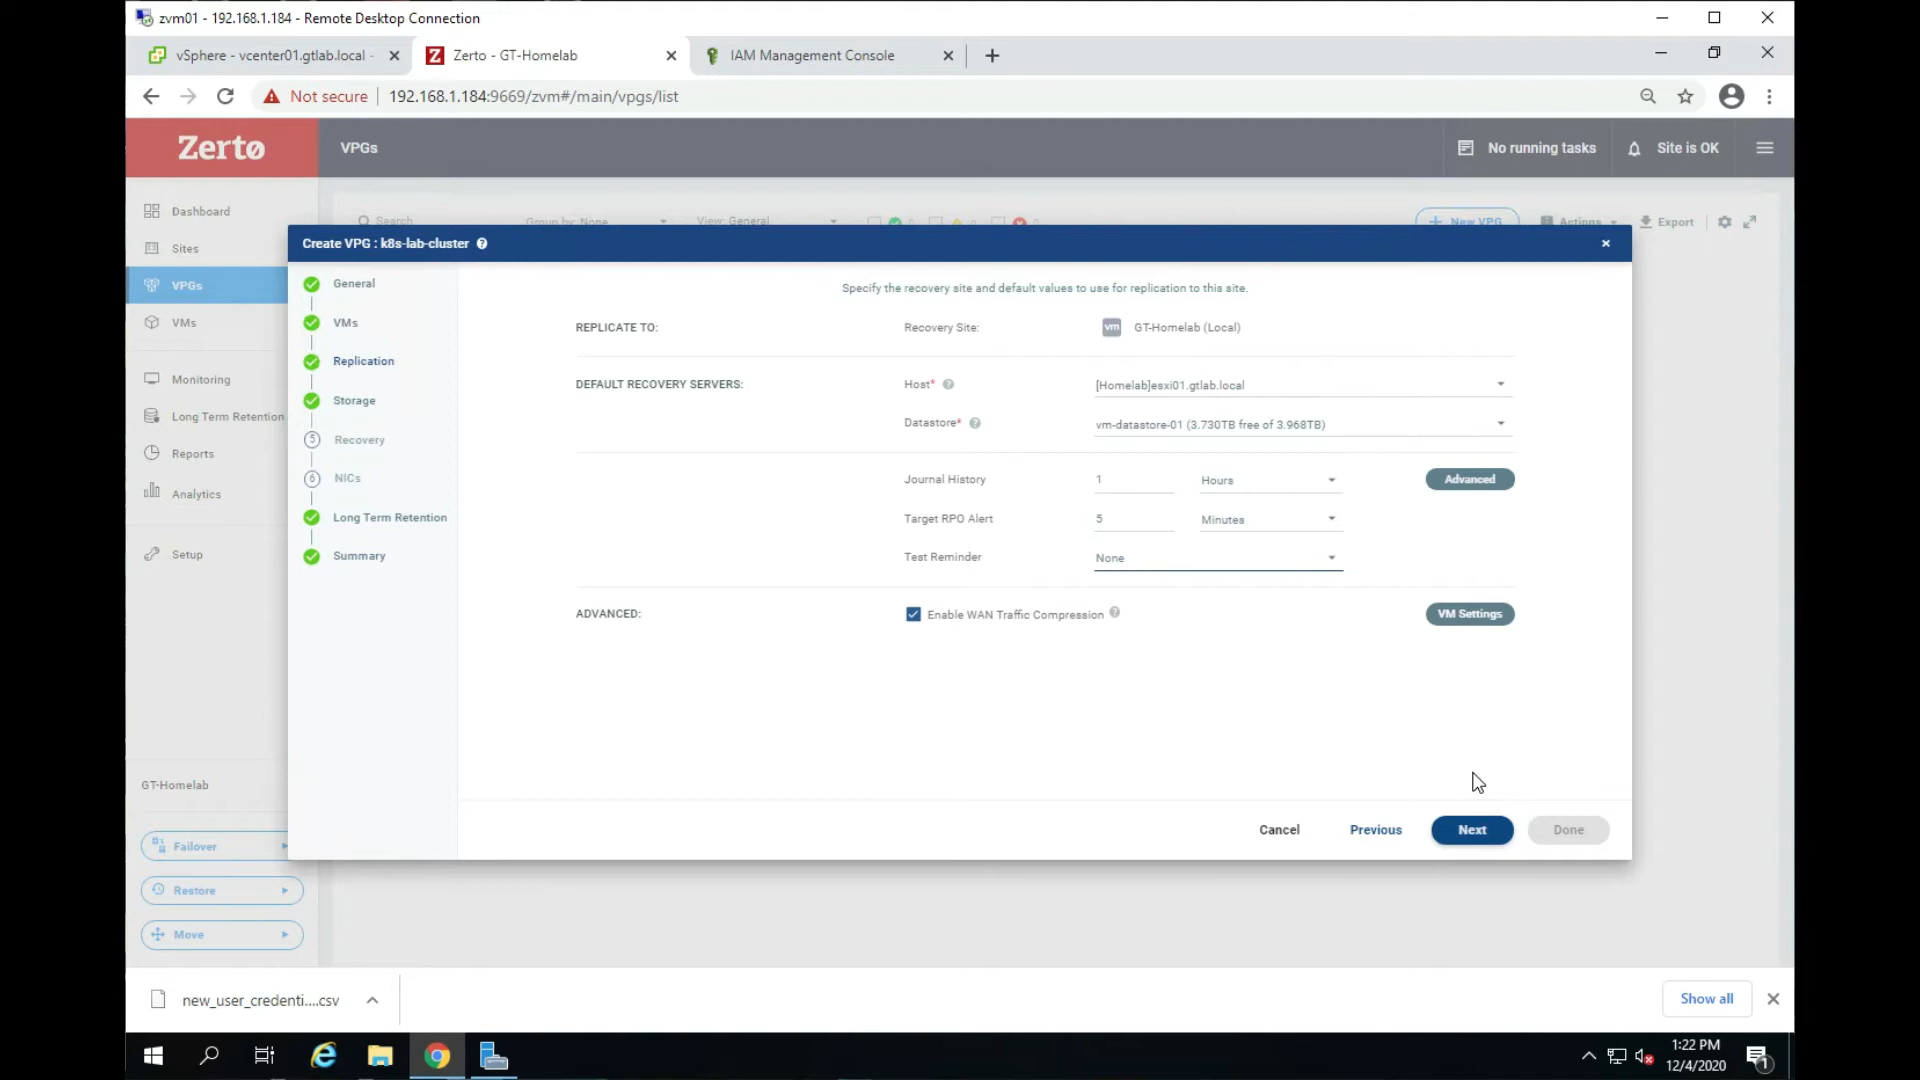 zvm01 - 192.168.1.184 - Remote Desktop Connection
vSphere - vcenter01.gtlab.local -
Zerto - GT-Homelab
IAM Management Console
Not secure
192.168.1.184:9669/zvm#/main/vpgs/list
Zertø
VPGs
No running tasks
Site is OK
Dashboard
Sites
VPGs
VMs
Monitoring
Long Term Retention
Reports
Analytics
Setup
GT-Homelab
Failover
Restore
Move
Search
Group by: None
View: General
New VPG
Actions
Export
Create VPG : k8s-lab-cluster
General
VMs
Replication
Storage
5 Recovery
6 NICs
Long Term Retention
Summary
Specify the recovery site and default values to use for replication to this site.
REPLICATE TO:
Recovery Site:
vm GT-Homelab (Local)
DEFAULT RECOVERY SERVERS:
Host*
[Homelab]esxi01.gtlab.local
Datastore*
vm-datastore-01 (3.730TB free of 3.968TB)
Journal History
1
Hours
Advanced
Target RPO Alert
5
Minutes
Test Reminder
None
ADVANCED:
Enable WAN Traffic Compression
VM Settings
Cancel
Previous
Next
Done
new_user_credenti....csv
Show all
1:22 PM
12/4/2020
1